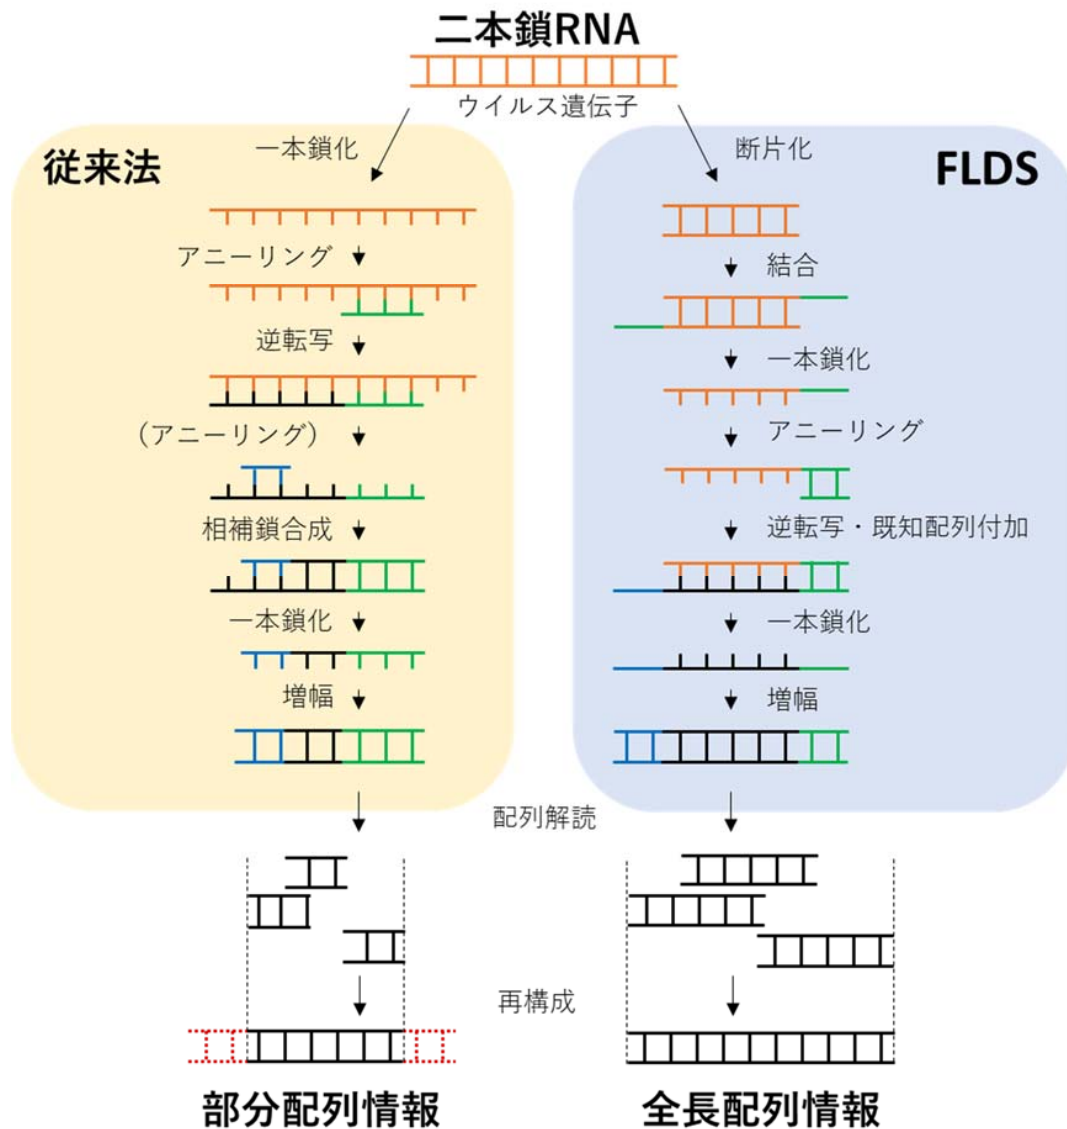 二本鎖RNA
ウイルス遺伝子
従来法
一本鎖化
アニーリング
逆転写
（アニーリング）
相補鎖合成
一本鎖化
増幅
断片化
FLDS
結合
一本鎖化
アニーリング
逆転写・既知配列付加
一本鎖化
増幅
配列解読
再構成
部分配列情報
全長配列情報